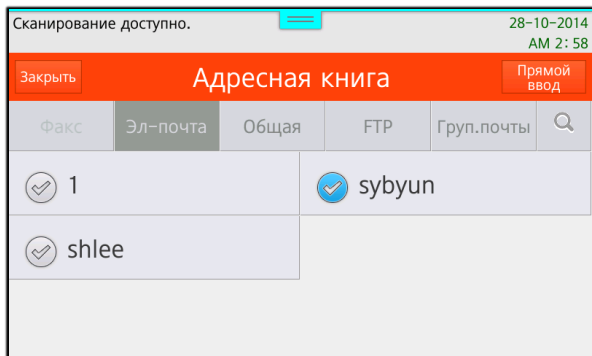 Сканирование доступно. 28-10-2014
AM 2:58
Закрыть Адресная книга Прямой
ввод
Факс Эл-почта Общая FTP Груп.почты
1 sybyun
shlee